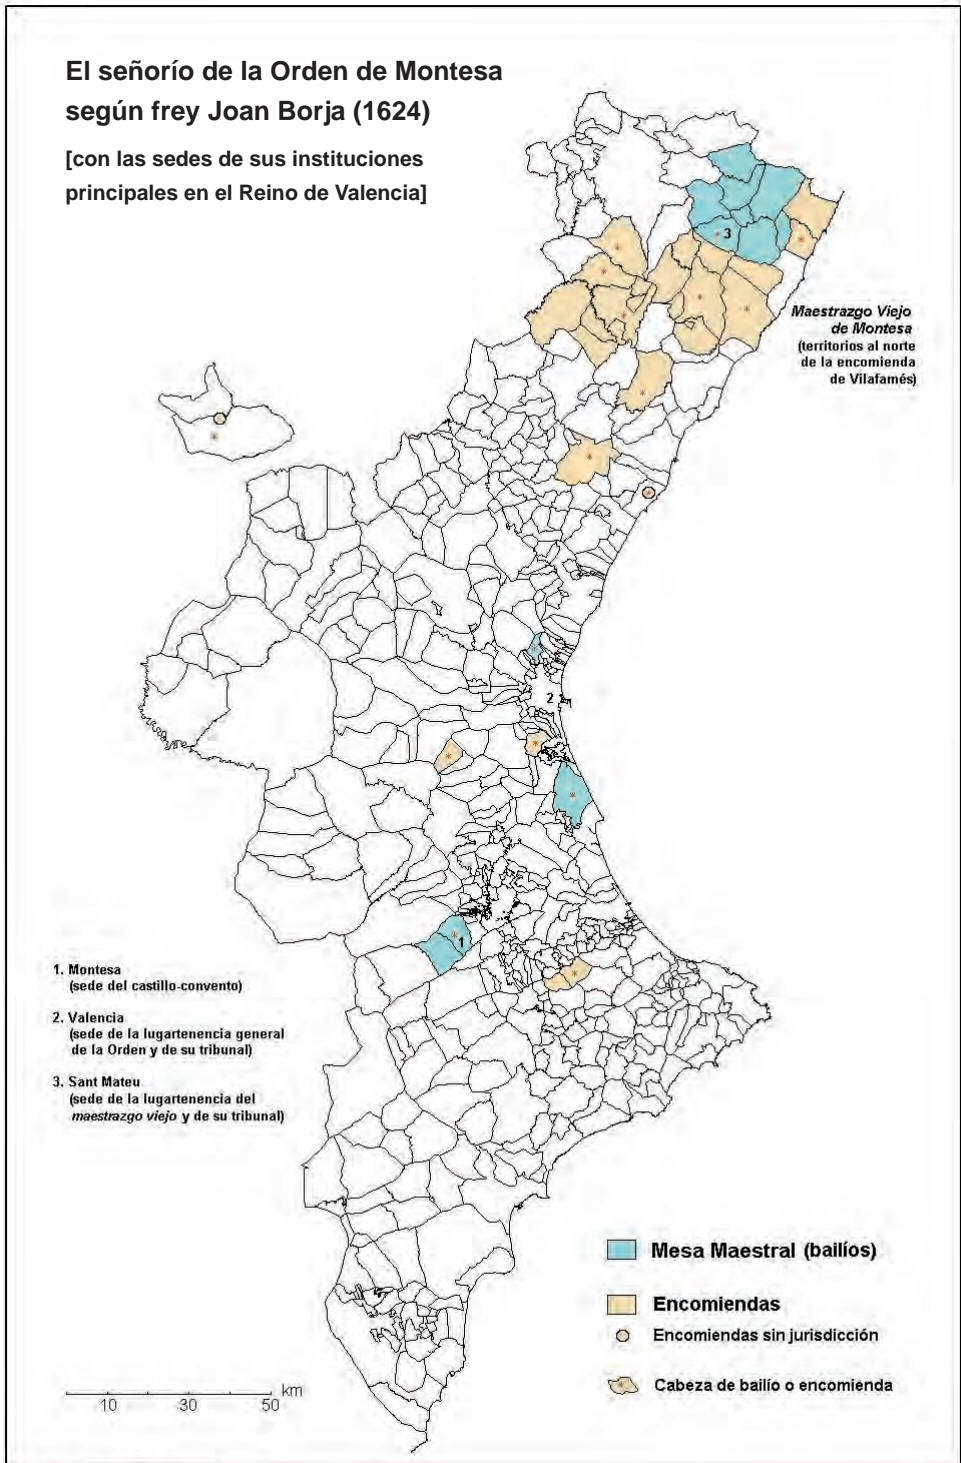 El señorío de la Orden de Montesa
según frey Joan Borja (1624)
[con las sedes de sus instituciones
principales en el Reino de Valencia]
3
Maestrazgo Viejo
de Montesa
(territorios al norte
de la encomienda
de Vilafamés)
2
1
1. Montesa
(sede del castillo-convento)
2. Valencia
(sede de la lugartenencia general
de la Orden y de su tribunal)
3. Sant Mateu
(sede de la lugartenencia del
maestrazgo viejo y de su tribunal)
Mesa Maestral (bailíos)
Encomiendas
Encomiendas sin jurisdicción
Cabeza de bailío o encomienda
km
10 30 50